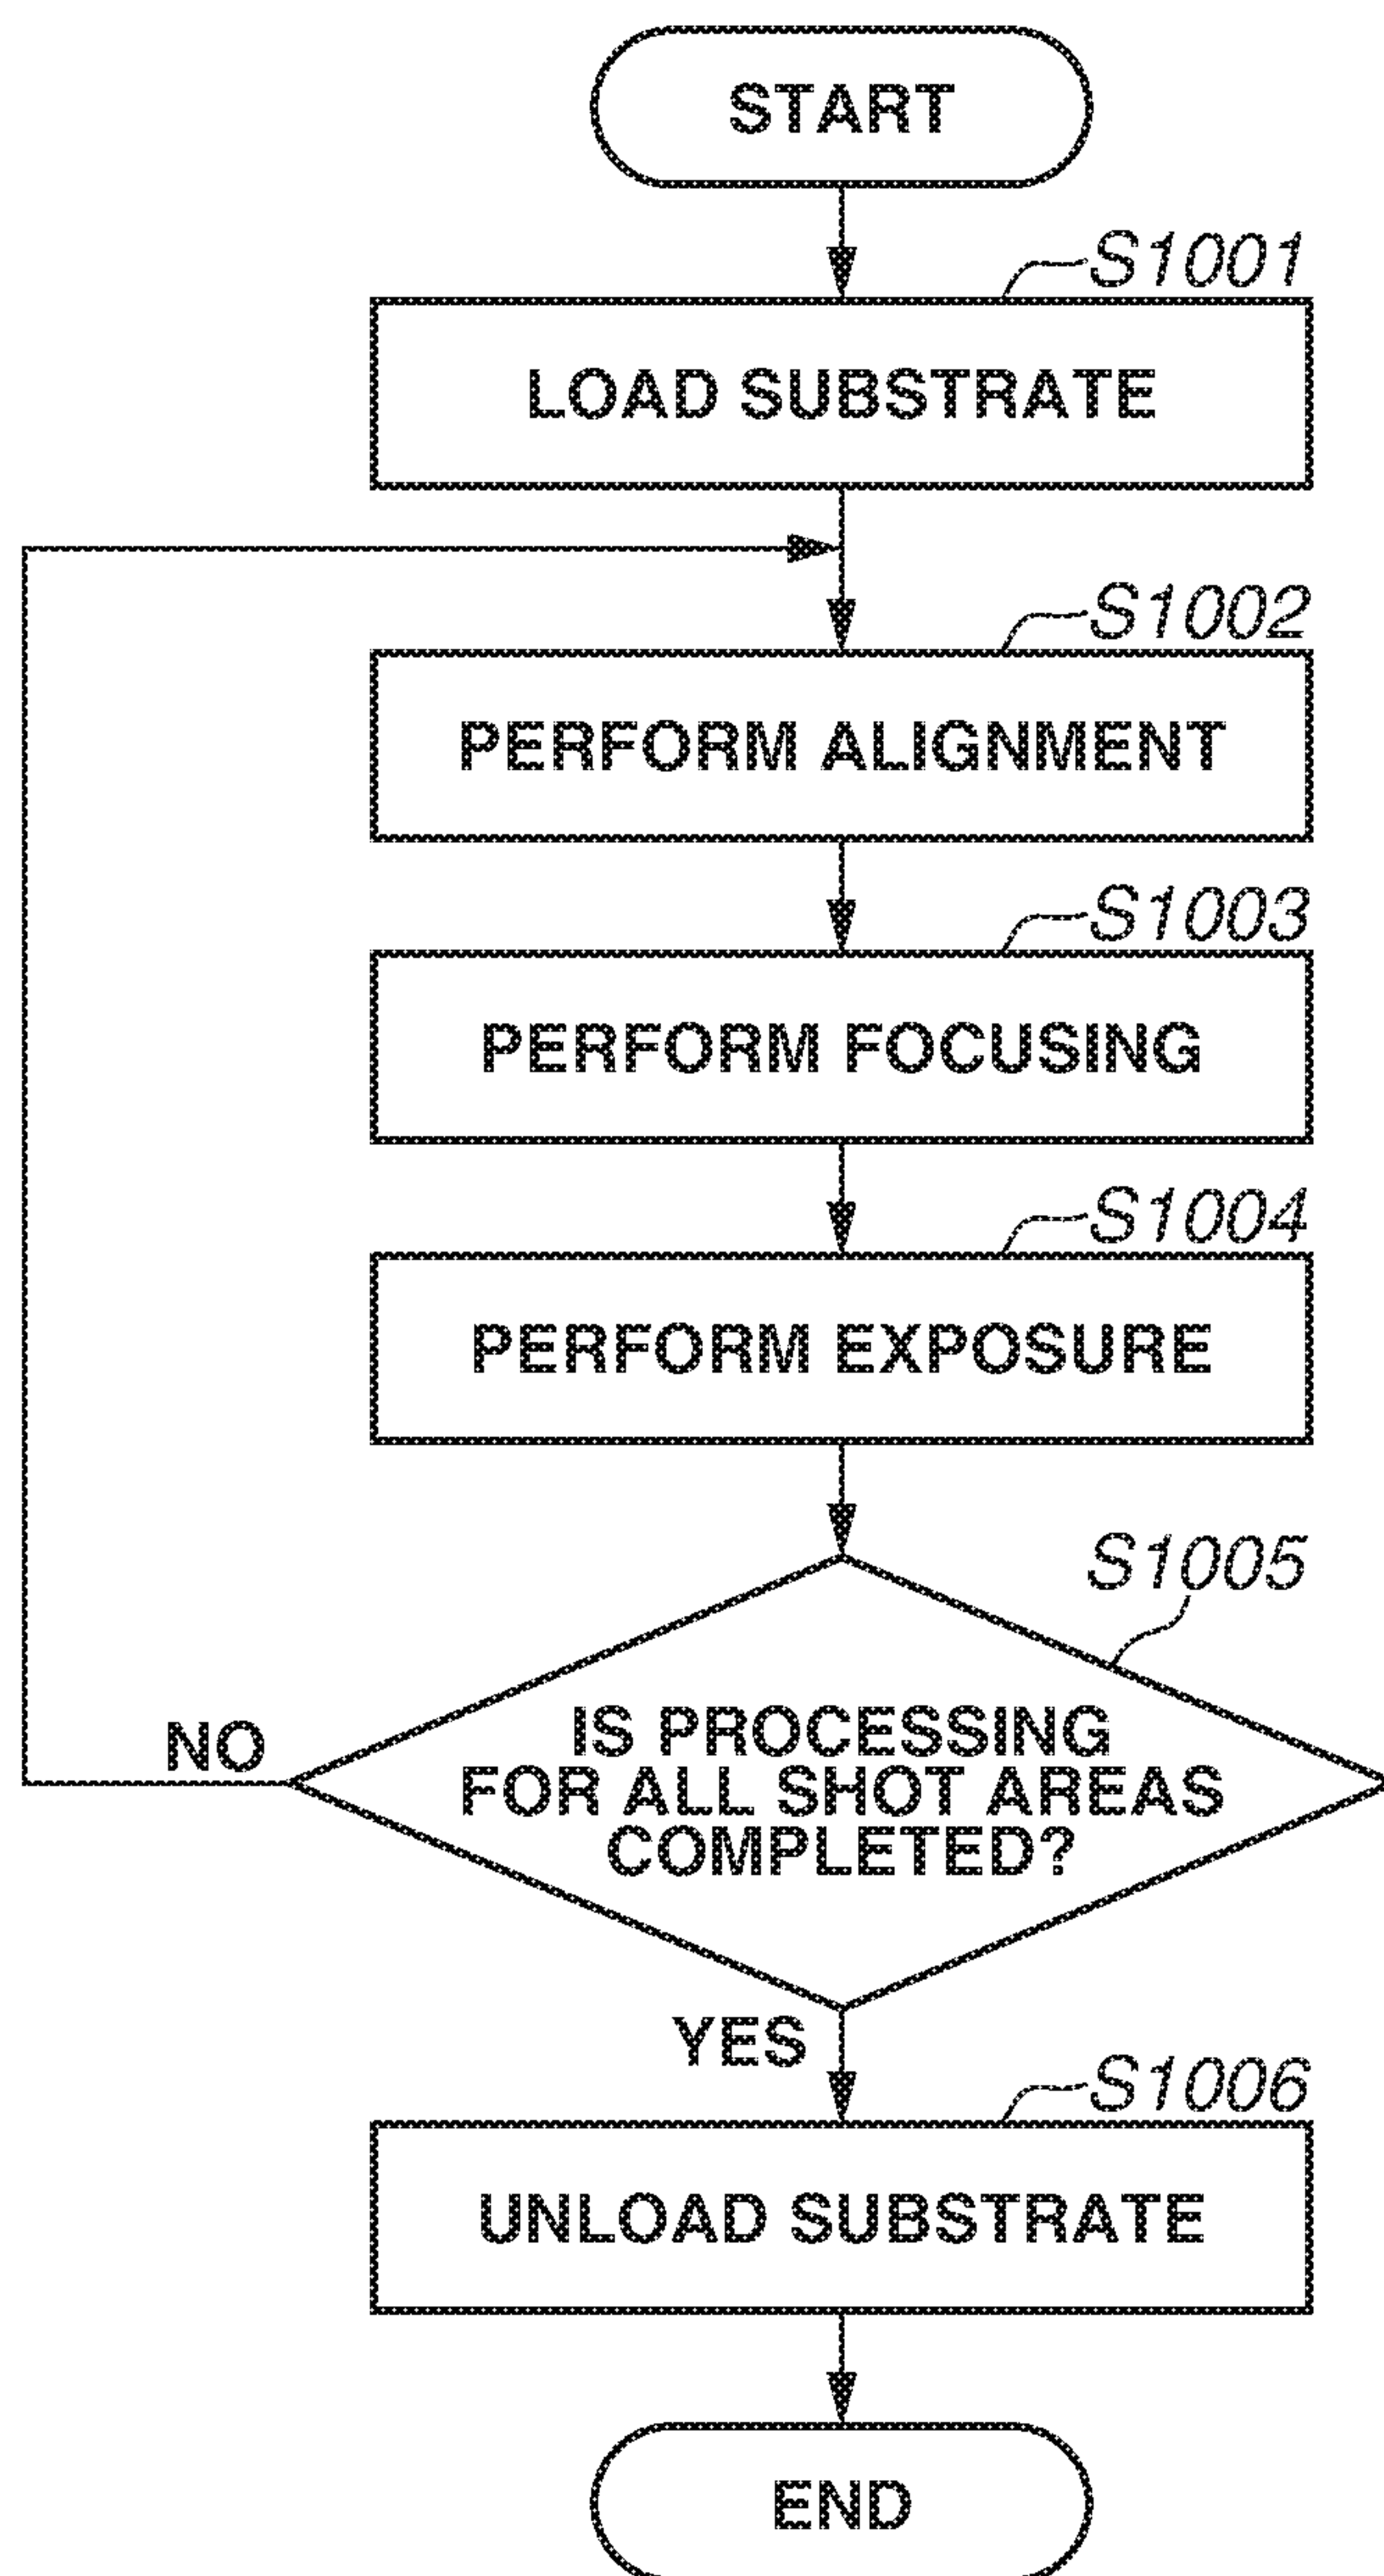 START
S1001
LOAD SUBSTRATE
S1002
PERFORM ALIGNMENT
S1003
PERFORM FOCUSING
S1004
PERFORM EXPOSURE
S1005
IS PROCESSING
FOR ALL SHOT AREAS
COMPLETED?
NO
YES
S1006
UNLOAD SUBSTRATE
END